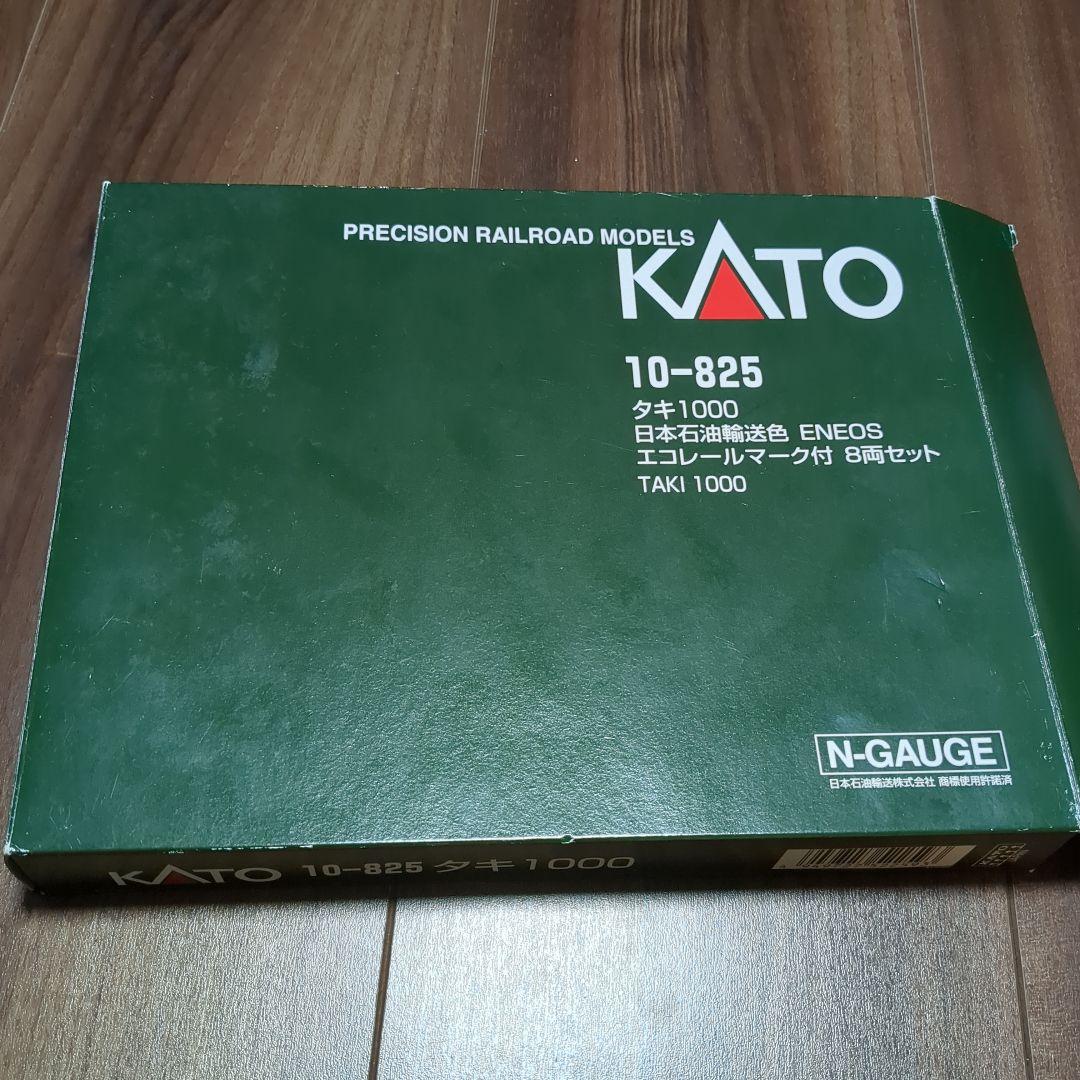 PRECISION RAILROAD MODELS
KATO
10-825
タキ1000
日本石油輸送色 ENEOS
エコレールマーク付 8両セット
TAKI 1000
N-GAUGE
日本石油輸送株式会社 商標使用許諾済
KATO 10-825 タキ1000